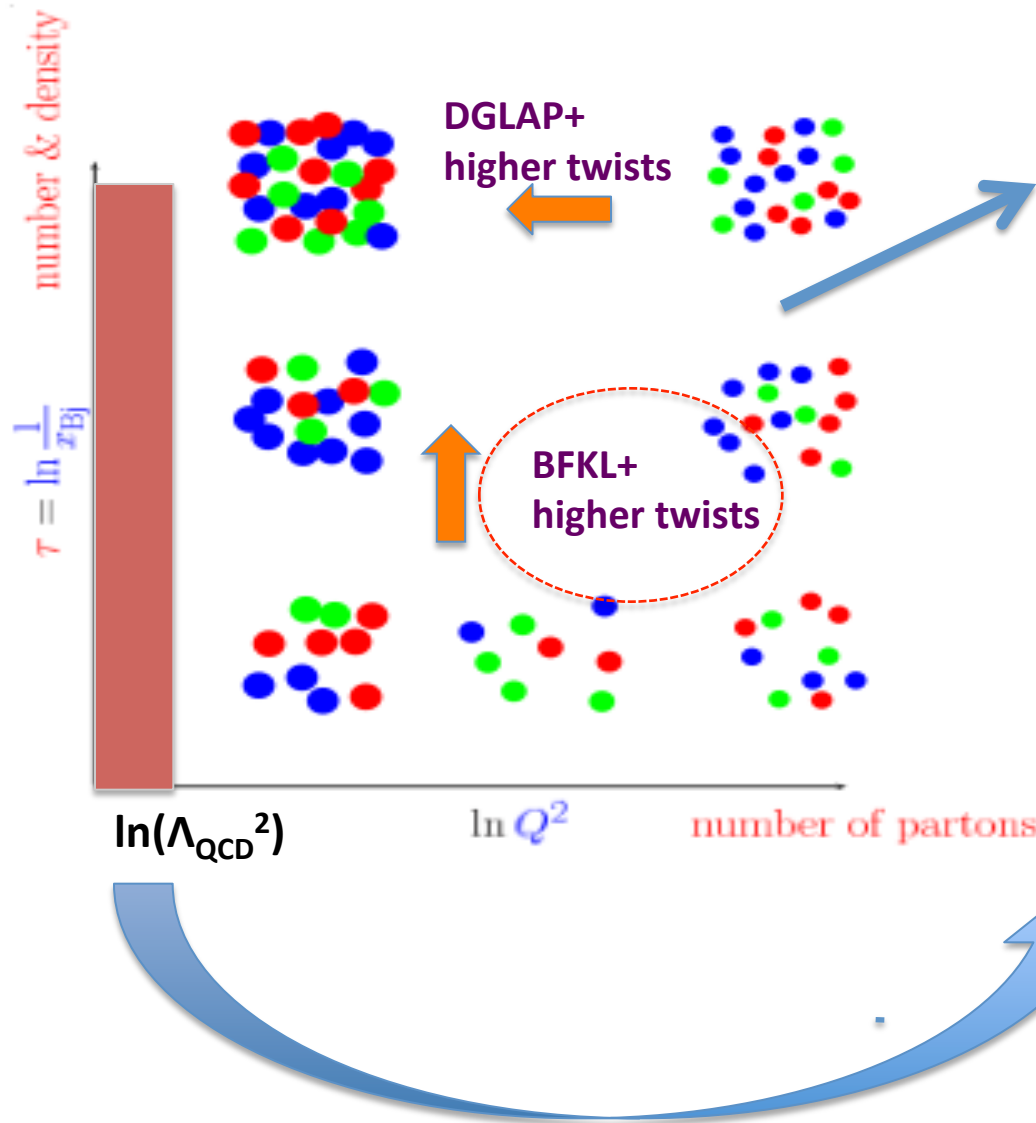 number & density
DGLAP+
higher twists
τ = ln 1/x_Bj
BFKL+
higher twists
ln(Λ_QCD²)
ln Q²
number of partons